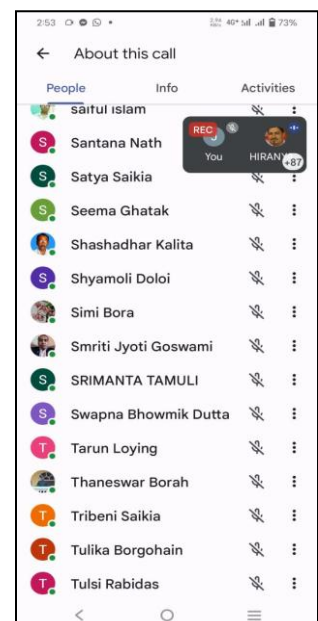 2:53
73%
About this call
People Info Activities
saiful islam
REC
You HIRANY +87
S Santana Nath
S Satya Saikia
S Seema Ghatak
Shashadhar Kalita
S Shyamoli Doloi
Simi Bora
Smriti Jyoti Goswami
S SRIMANTA TAMULI
S Swapna Bhowmik Dutta
T Tarun Loying
Thaneswar Borah
T Tribeni Saikia
T Tulika Borgohain
T Tulsi Rabidas